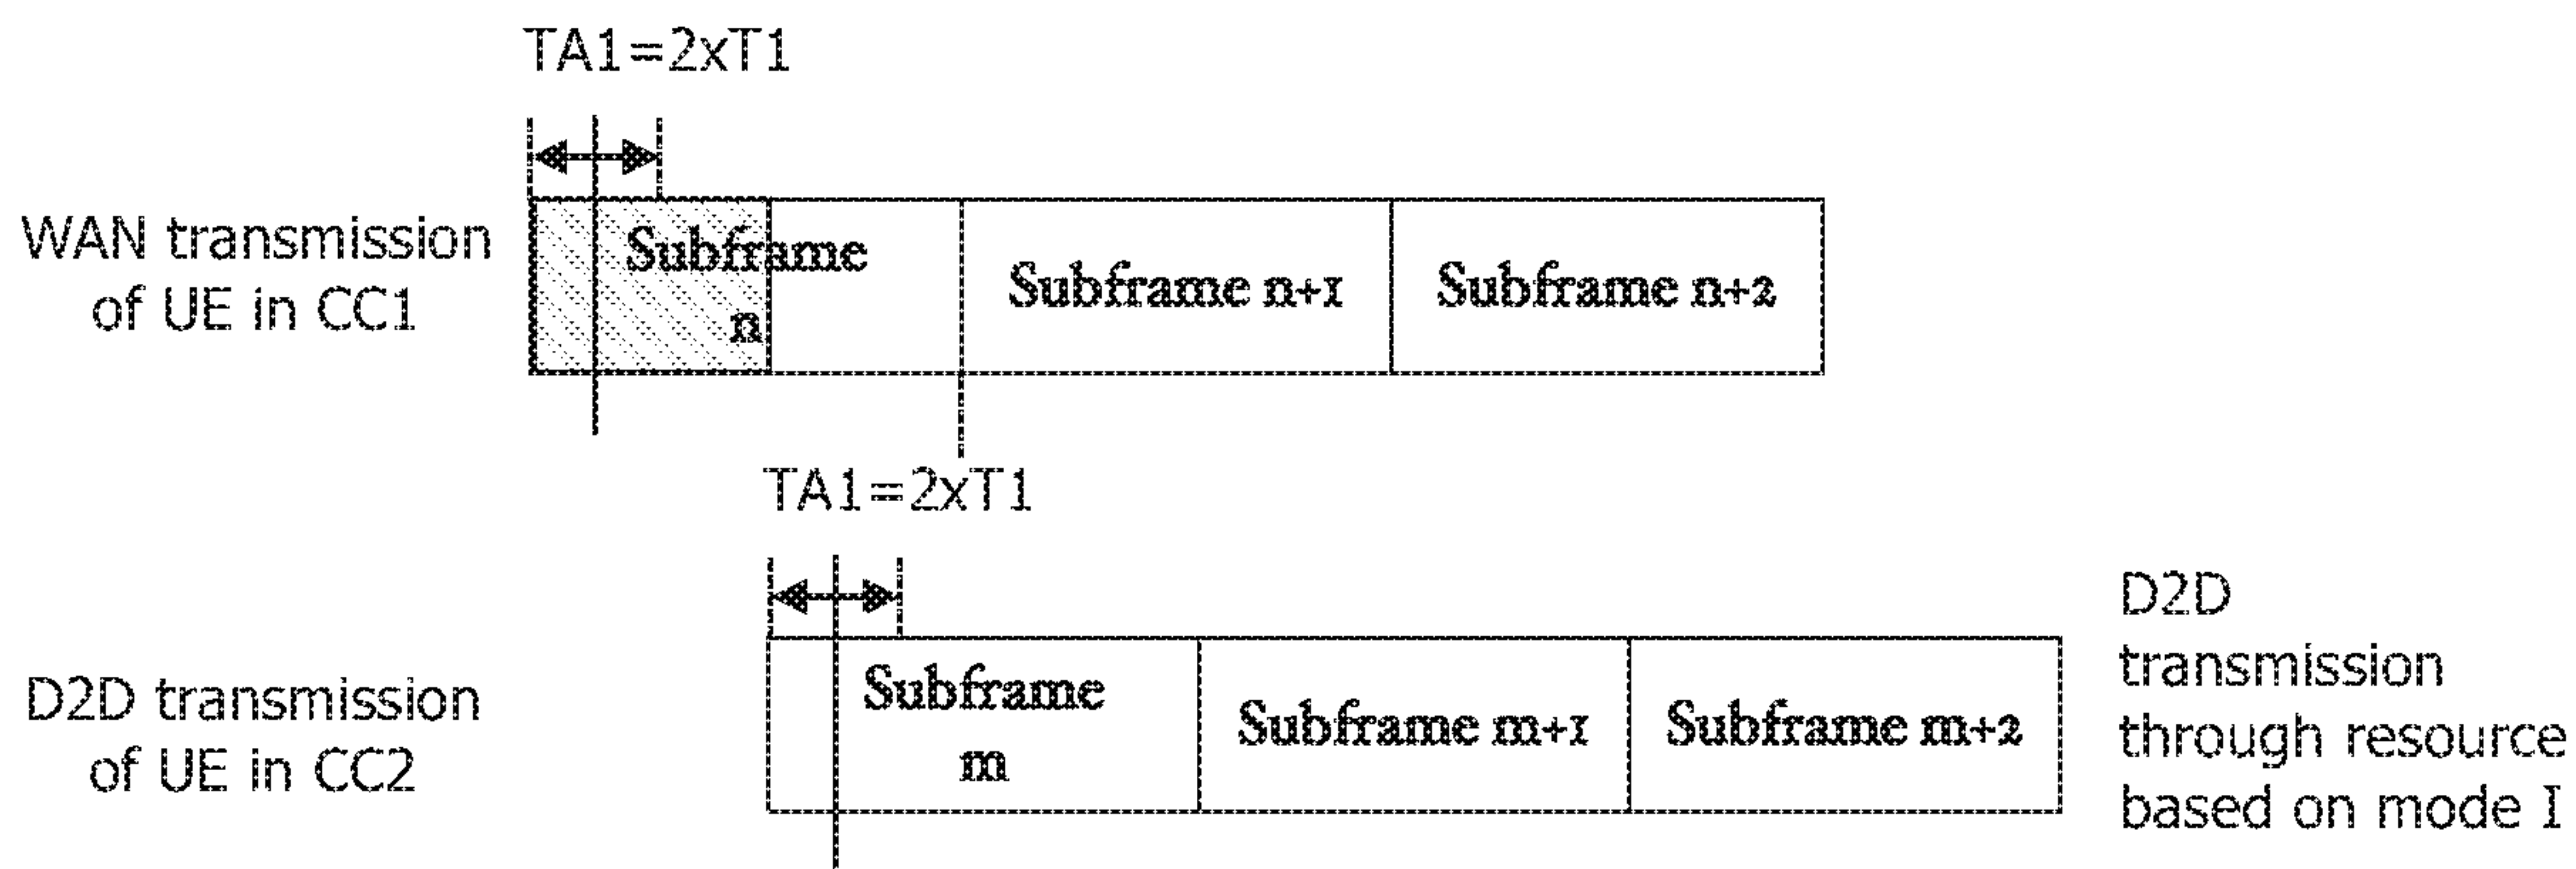 TA1=2xT1
WAN transmission
of UE in CC1
Subframe
n
Subframe n+1
Subframe n+2
TA1=2xT1
D2D transmission
of UE in CC2
Subframe
m
Subframe m+1
Subframe m+2
D2D
transmission
through resource
based on mode I